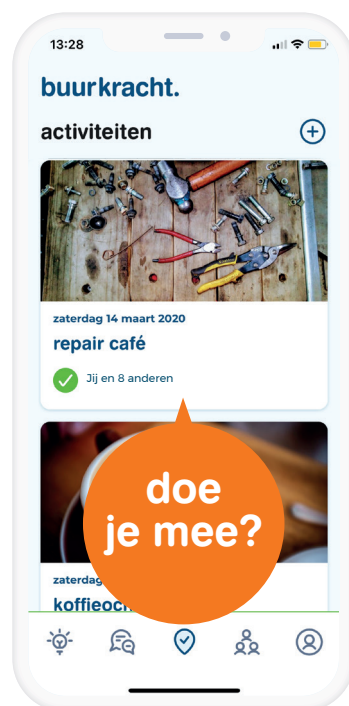 13:28
buurkracht.
activiteiten
zaterdag 14 maart 2020
repair café
Jij en 8 anderen
doe
je mee?